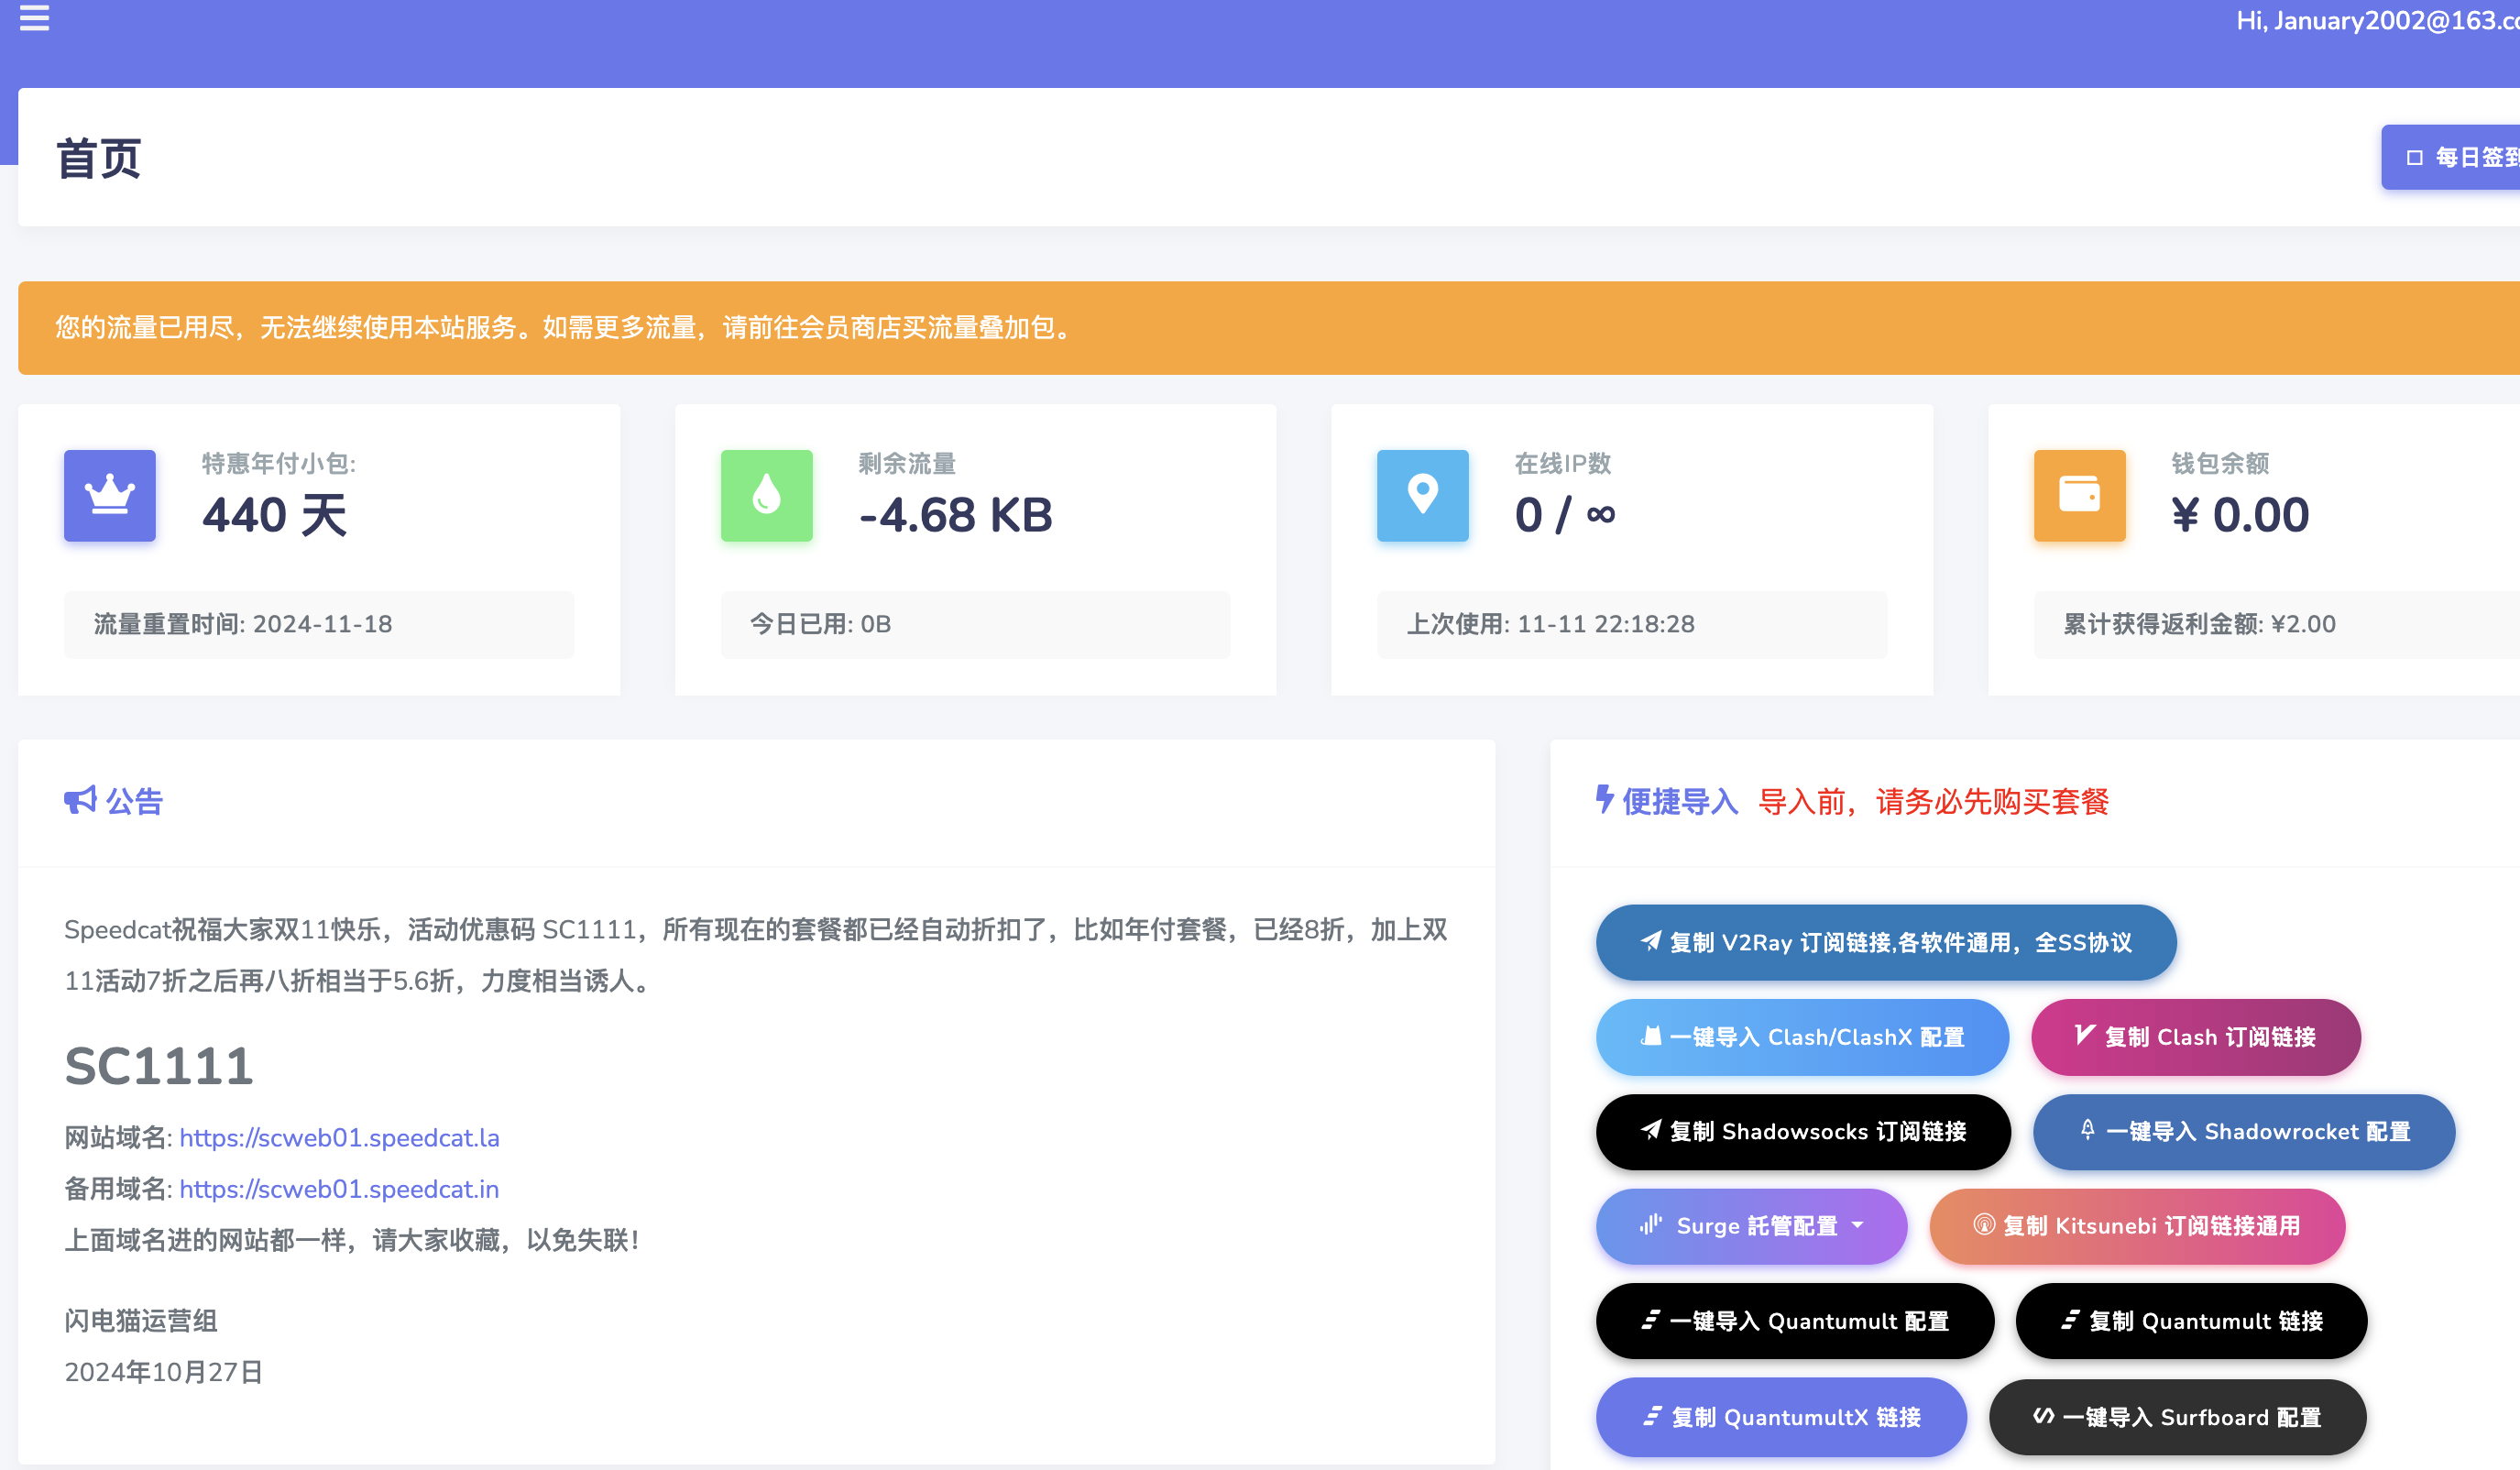 Hi, January2002@163.c
首页
每日签到
您的流量已用尽，无法继续使用本站服务。如需更多流量，请前往会员商店买流量叠加包。
特惠年付小包:
440 天
流量重置时间: 2024-11-18
剩余流量
-4.68 KB
今日已用: 0B
在线IP数
0 / ∞
上次使用: 11-11 22:18:28
钱包余额
¥ 0.00
累计获得返利金额: ¥2.00
公告
Speedcat祝福大家双11快乐，活动优惠码 SC1111，所有现在的套餐都已经自动折扣了，比如年付套餐，已经8折，加上双
11活动7折之后再八折相当于5.6折，力度相当诱人。
SC1111
网站域名: https://scweb01.speedcat.la
备用域名: https://scweb01.speedcat.in
上面域名进的网站都一样，请大家收藏，以免失联！
闪电猫运营组
2024年10月27日
便捷导入 导入前，请务必先购买套餐
复制 V2Ray 订阅链接,各软件通用，全SS协议
一键导入 Clash/ClashX 配置
复制 Clash 订阅链接
复制 Shadowsocks 订阅链接
一键导入 Shadowrocket 配置
Surge 託管配置
复制 Kitsunebi 订阅链接通用
一键导入 Quantumult 配置
复制 Quantumult 链接
复制 QuantumultX 链接
一键导入 Surfboard 配置